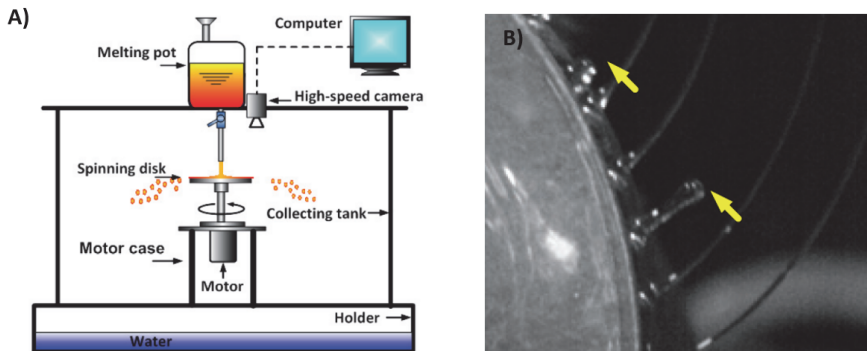 A)
Computer
Melting pot
High-speed camera
Spinning disk
Collecting tank
Motor case
Motor
Holder
Water
B)